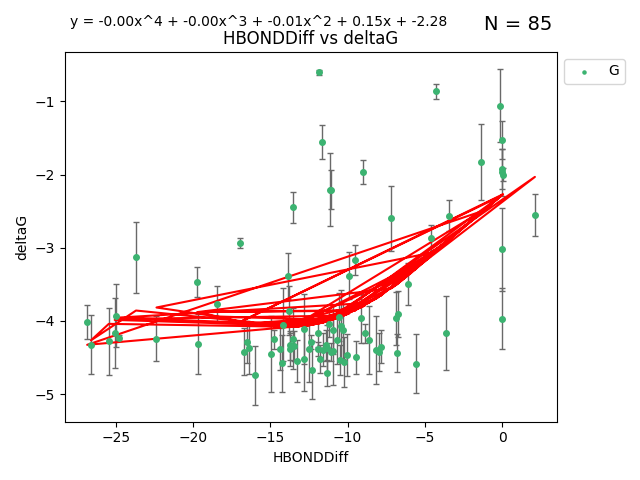 y = -0.00x^4 + -0.00x^3 + -0.01x^2 + 0.15x + -2.28
N = 85
HBONDDiff vs deltaG
G
deltaG
−1
−2
−3
−4
−5
−25
−20
−15
−10
−5
0
HBONDDiff